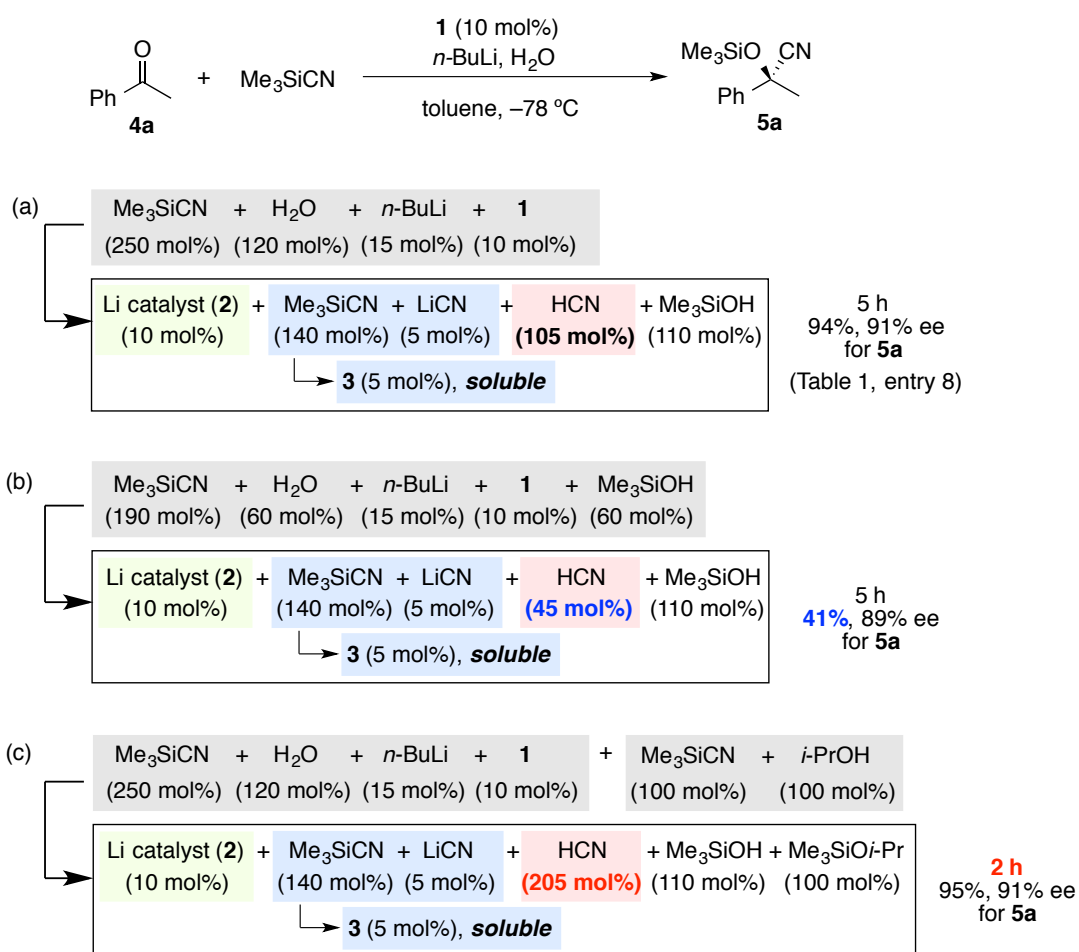 O
Ph
4a
+
Me₃SiCN
1 (10 mol%)
n-BuLi, H₂O
toluene, –78 ºC
Me₃SiO CN
Ph
5a
(a)
Me₃SiCN + H₂O + n-BuLi + 1
(250 mol%) (120 mol%) (15 mol%) (10 mol%)
Li catalyst (2) + Me₃SiCN + LiCN + HCN + Me₃SiOH
(10 mol%) (140 mol%) (5 mol%) (105 mol%) (110 mol%)
3 (5 mol%), soluble
5 h
94%, 91% ee
for 5a
(Table 1, entry 8)
(b)
Me₃SiCN + H₂O + n-BuLi + 1 + Me₃SiOH
(190 mol%) (60 mol%) (15 mol%) (10 mol%) (60 mol%)
Li catalyst (2) + Me₃SiCN + LiCN + HCN + Me₃SiOH
(10 mol%) (140 mol%) (5 mol%) (45 mol%) (110 mol%)
3 (5 mol%), soluble
5 h
41%, 89% ee
for 5a
(c)
Me₃SiCN + H₂O + n-BuLi + 1 + Me₃SiCN + i-PrOH
(250 mol%) (120 mol%) (15 mol%) (10 mol%) (100 mol%) (100 mol%)
Li catalyst (2) + Me₃SiCN + LiCN + HCN + Me₃SiOH + Me₃SiOi-Pr
(10 mol%) (140 mol%) (5 mol%) (205 mol%) (110 mol%) (100 mol%)
3 (5 mol%), soluble
2 h
95%, 91% ee
for 5a